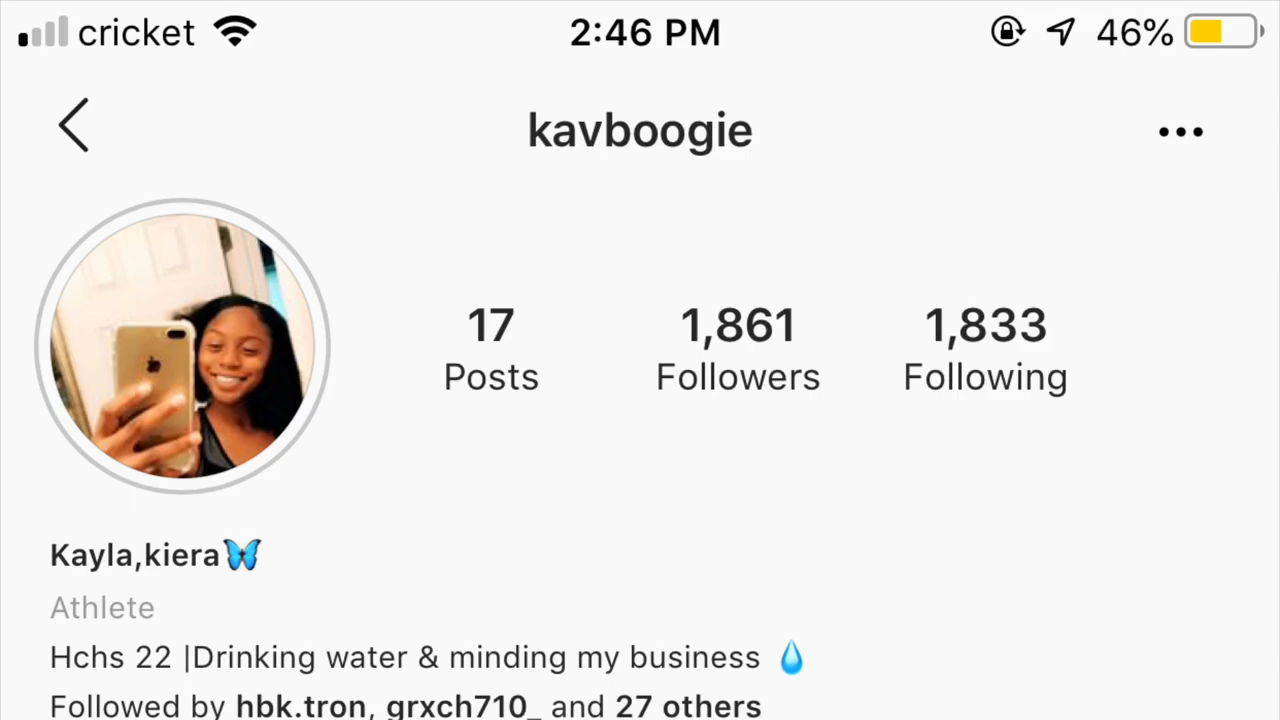 cricket 2:46 PM 46%
kavboogie
17 1,861 1,833
Posts Followers Following
Kayla,kiera🦋
Athlete
Hchs 22 |Drinking water & minding my business 💧
Followed by hbk.tron, grxch710_ and 27 others